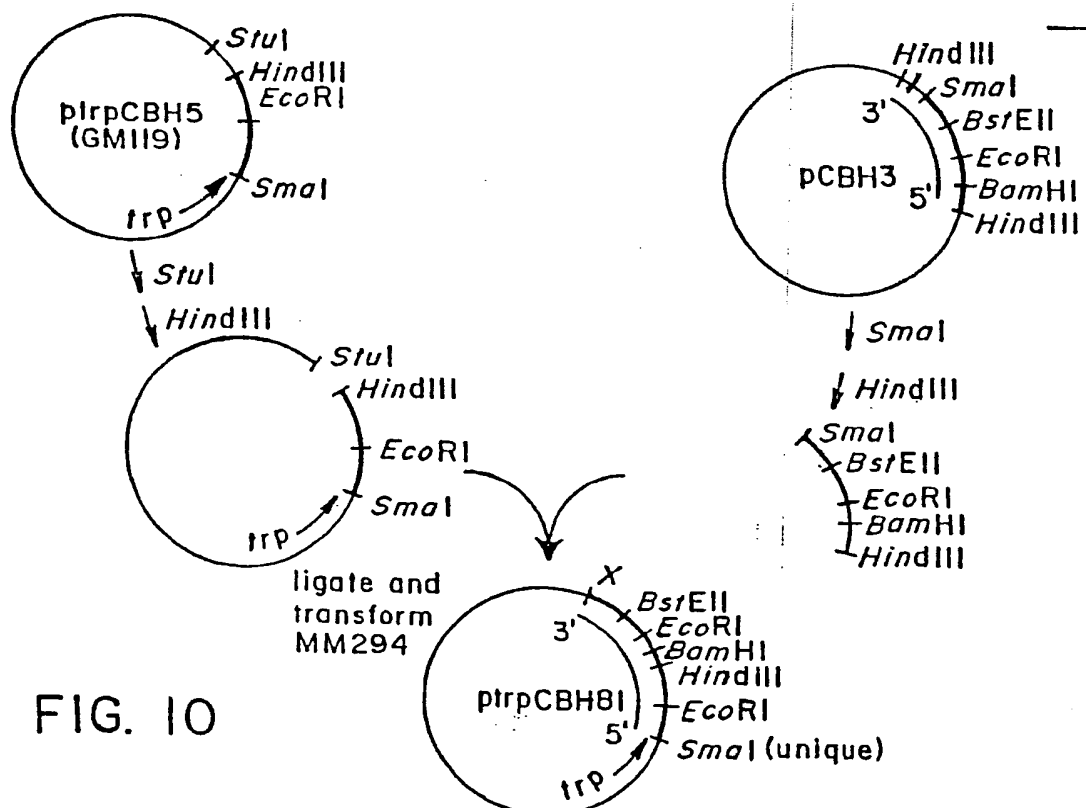 StuI
HindIII
EcoRI
ptrpCBH5
(GM119)
SmaI
trp
StuI
HindIII
StuI
HindIII
EcoRI
SmaI
trp
HindIII
SmaI
3'
BstEII
EcoRI
pCBH3
5'
BamHI
HindIII
SmaI
HindIII
SmaI
BstEII
EcoRI
BamHI
HindIII
ligate and
transform
MM294
X
BstEII
3'
EcoRI
BamHI
HindIII
ptrpCBH81
EcoRI
5'
SmaI (unique)
trp
FIG. 10